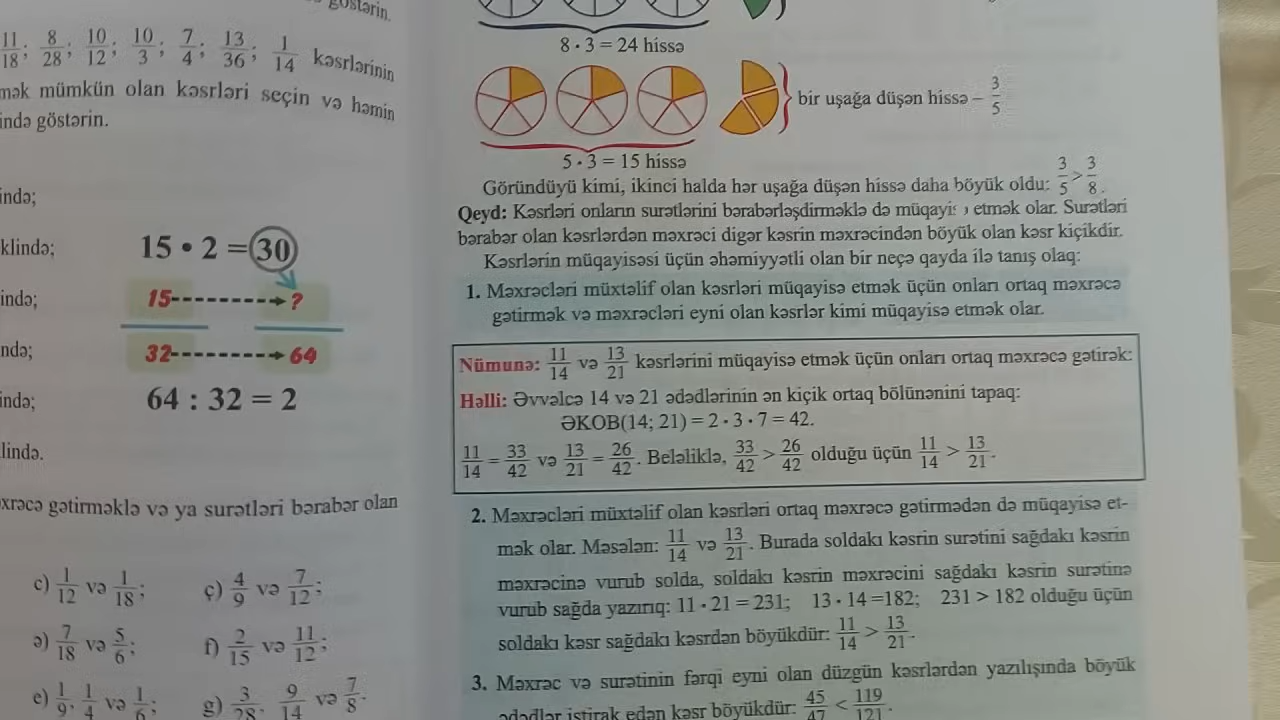 göstərin.
11/18; 8/28; 10/12; 10/3; 7/4; 13/36; 1/14 kəsrlərinin
mək mümkün olan kəsrləri seçin və həmin
ində göstərin.
ində;
klində;
ində;
ndə;
ində;
lində.
15 • 2 = 30
15 ?
32 64
64 : 32 = 2
xrəcə gətirməklə və ya surətləri bərabər olan
c) 1/12 və 1/18; ç) 4/9 və 7/12;
ə) 7/18 və 5/6; f) 2/15 və 11/12;
e) 1/9, 1/4 və 1/6; g) 3/28, 9/14 və 7/8.
8 · 3 = 24 hissə
bir uşağa düşən hissə – 3/5
5 · 3 = 15 hissə
Göründüyü kimi, ikinci halda hər uşağa düşən hissə daha böyük oldu: 3/5 > 3/8.
Qeyd: Kəsrləri onların surətlərini bərabərləşdirməklə də etmək olar. Surətləri
bərabər olan kəsrlərdən məxrəci digər kəsrin məxrəcindən böyük olan kəsr kiçikdir.
Kəsrlərin müqayisəsi üçün əhəmiyyətli olan bir neçə qayda ilə tanış olaq:
1. Məxrəcləri müxtəlif olan kəsrləri müqayisə etmək üçün onları ortaq məxrəcə
gətirmək və məxrəcləri eyni olan kəsrlər kimi müqayisə etmək olar.
Nümunə: 11/14 və 13/21 kəsrlərini müqayisə etmək üçün onları ortaq məxrəcə gətirək:
Həlli: Əvvəlcə 14 və 21 ədədlərinin ən kiçik ortaq bölünənini tapaq:
ƏKOB(14; 21) = 2 · 3 · 7 = 42.
11/14 = 33/42 və 13/21 = 26/42. Beləliklə, 33/42 > 26/42 olduğu üçün 11/14 > 13/21.
2. Məxrəcləri müxtəlif olan kəsrləri ortaq məxrəcə gətirmədən də müqayisə et-
mək olar. Məsələn: 11/14 və 13/21. Burada soldakı kəsrin surətini sağdakı kəsrin
məxrəcinə vurub solda, soldakı kəsrin məxrəcini sağdakı kəsrin surətinə
vurub sağda yazırıq: 11 · 21 = 231; 13 · 14 =182; 231 > 182 olduğu üçün
soldakı kəsr sağdakı kəsrdən böyükdür: 11/14 > 13/21.
3. Məxrəc və surətinin fərqi eyni olan düzgün kəsrlərdən yazılışında böyük
ədədlər iştirak edən kəsr böyükdür: 45/47 < 119/121.